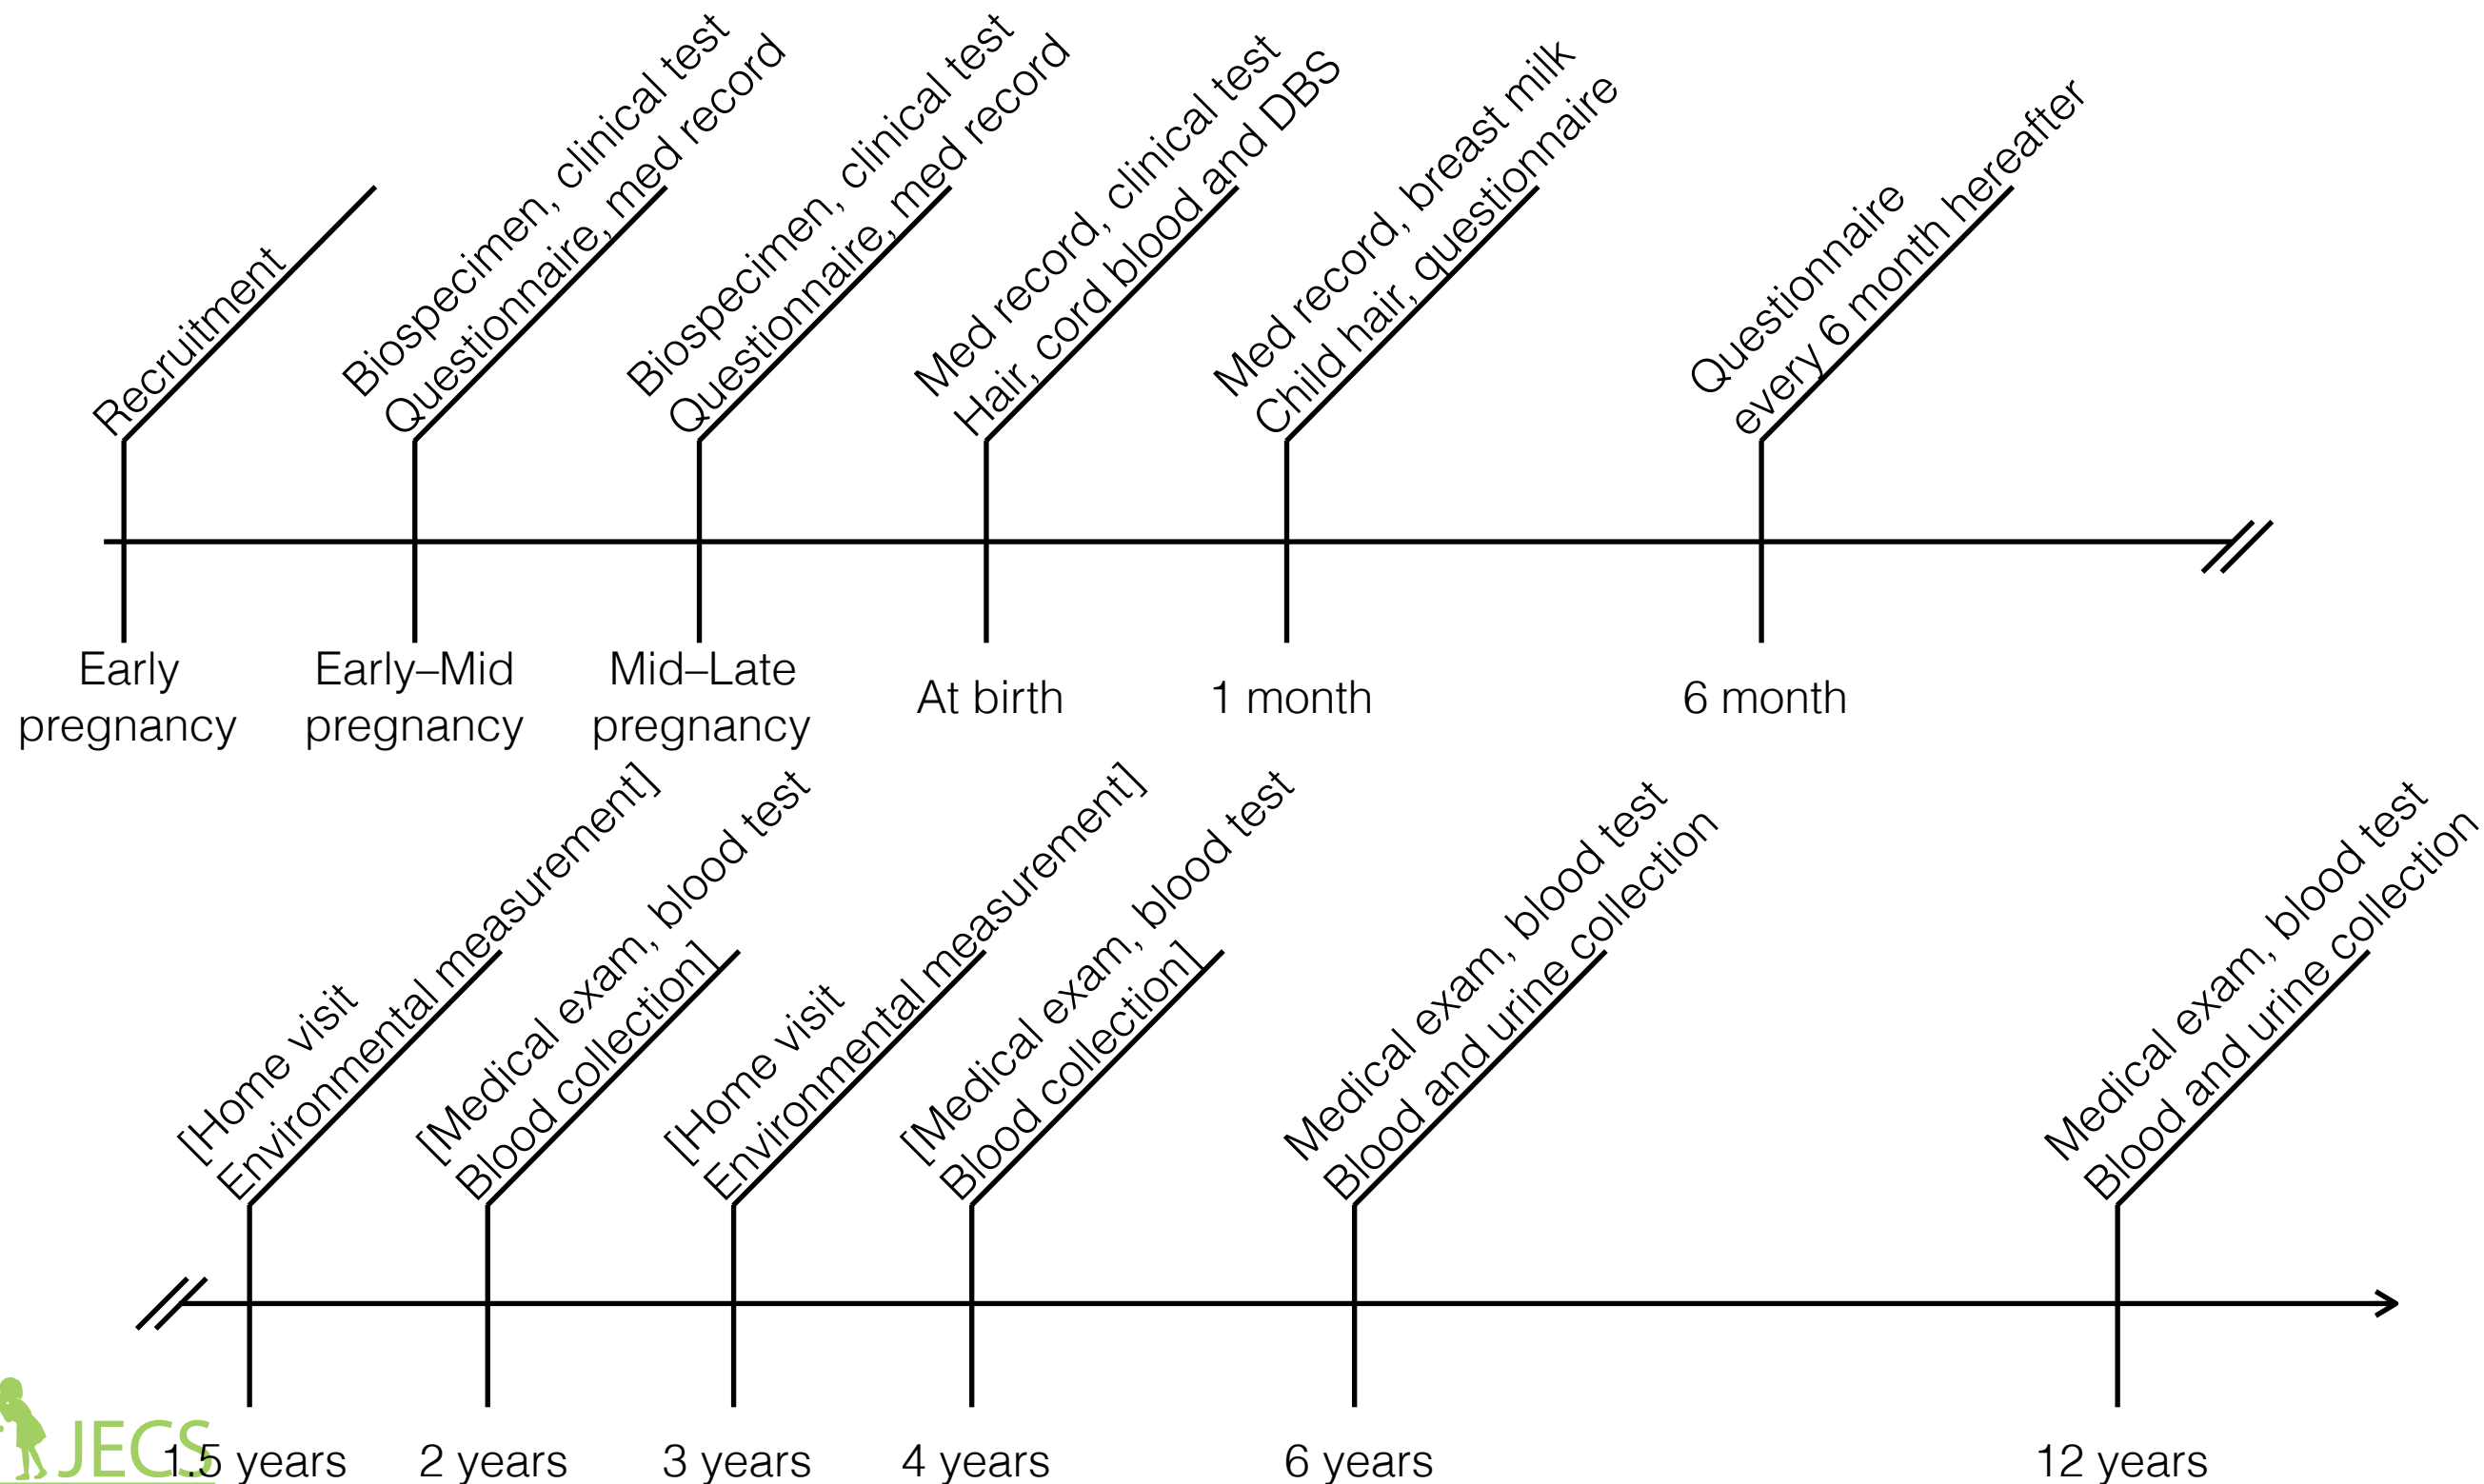 Recruitment
Biospecimen, clinical test
Questionnaire, med record
Biospecimen, clinical test
Questionnaire, med record
Med record, clinical test
Hair, cord blood and DBS
Med record, breast milk
Child hair, questionnaire
Questionnaire
every 6 month hereafter
Early
pregnancy
Early–Mid
pregnancy
Mid–Late
pregnancy
At birth
1 month
6 month
[Home visit
Environmental measurement]
[Medical exam, blood test
Blood collection]
[Home visit
Environmental measurement]
[Medical exam, blood test
Blood collection]
Medical exam, blood test
Blood and urine collection
Medical exam, blood test
Blood and urine collection
JECS
1.5 years
2 years
3 years
4 years
6 years
12 years